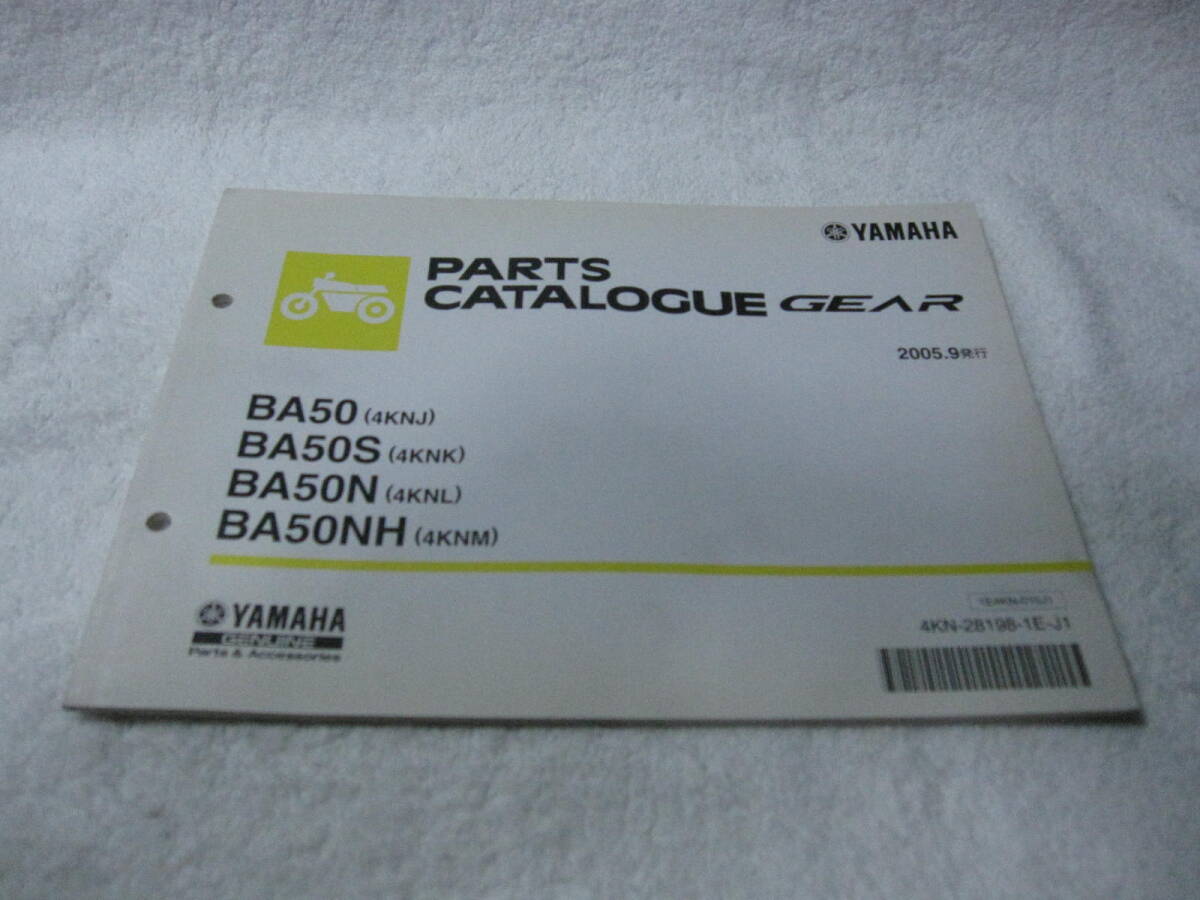 YAMAHA
PARTS
CATALOGUE GEAR
2005.9発行
BA50 (4KNJ)
BA50S (4KNK)
BA50N (4KNL)
BA50NH (4KNM)
YAMAHA
GENUINE
Parts & Accessories
4KN-28198-1E-J1